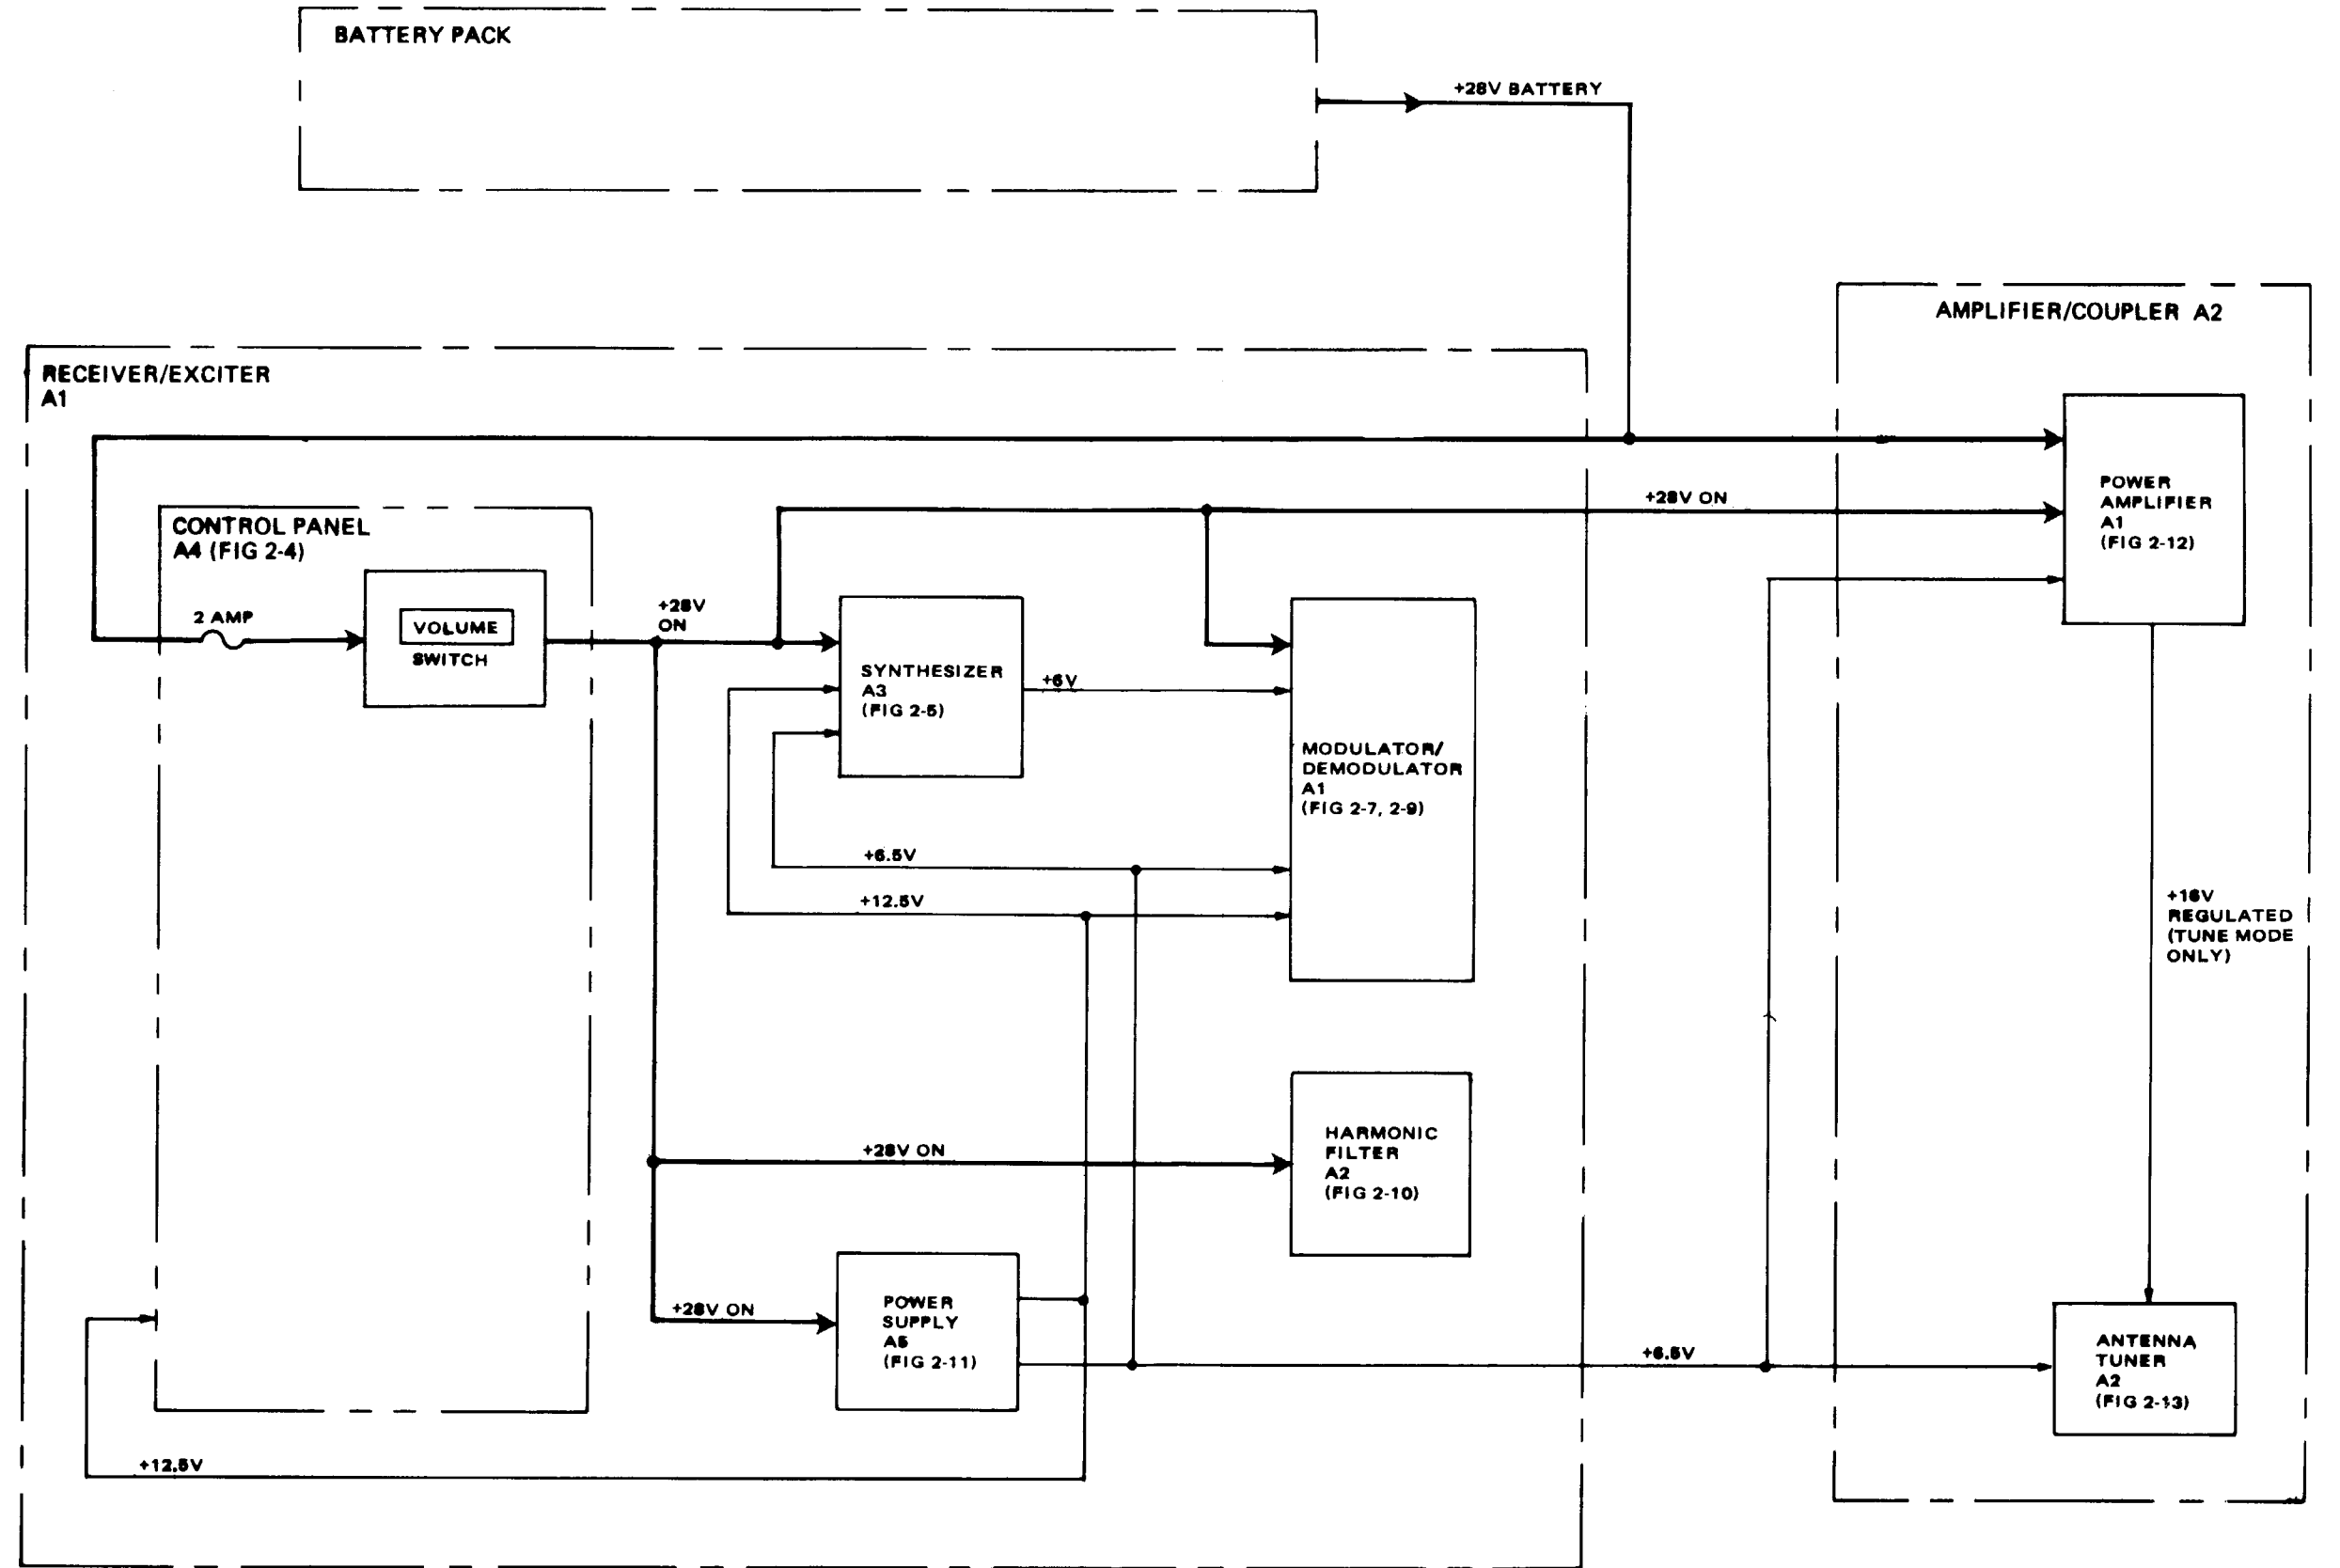 BATTERY PACK
+28V BATTERY
AMPLIFIER/COUPLER A2
RECEIVER/EXCITER
A1
POWER
AMPLIFIER
A1
(FIG 2-12)
+28V ON
CONTROL PANEL
A4 (FIG 2-4)
2 AMP
VOLUME
SWITCH
+28V
ON
SYNTHESIZER
A3
(FIG 2-5)
+6V
MODULATOR/
DEMODULATOR
A1
(FIG 2-7, 2-9)
+6.5V
+12.5V
+16V
REGULATED
(TUNE MODE
ONLY)
HARMONIC
FILTER
A2
(FIG 2-10)
+28V ON
+28V ON
POWER
SUPPLY
A5
(FIG 2-11)
+6.5V
ANTENNA
TUNER
A2
(FIG 2-13)
+12.5V